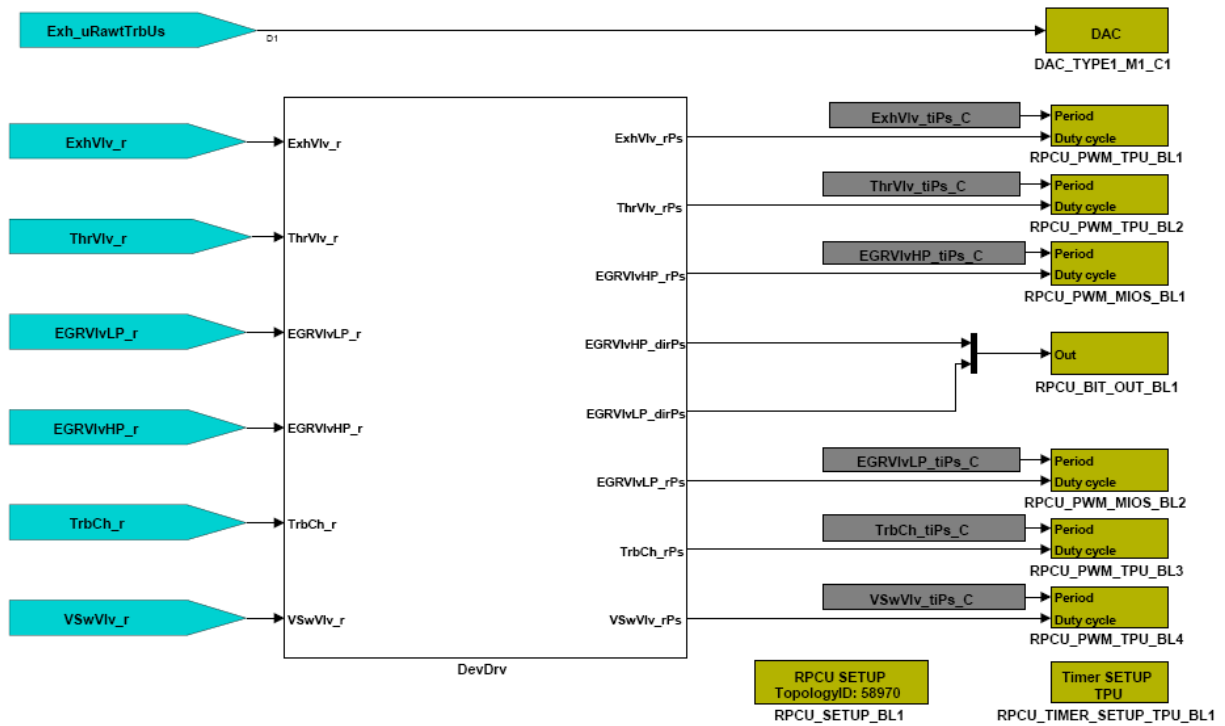 Exh_uRawtTrbUs
D1
DAC
DAC_TYPE1_M1_C1
ExhVlv_r
ExhVlv_r
ExhVlv_rPs
ExhVlv_tiPs_C
Period
Duty cycle
RPCU_PWM_TPU_BL1
ThrVlv_r
ThrVlv_r
ThrVlv_rPs
ThrVlv_tiPs_C
Period
Duty cycle
RPCU_PWM_TPU_BL2
EGRVlvHP_rPs
EGRVlvHP_tiPs_C
Period
Duty cycle
RPCU_PWM_MIOS_BL1
EGRVlvLP_r
EGRVlvLP_r
EGRVlvHP_dirPs
Out
RPCU_BIT_OUT_BL1
EGRVlvHP_r
EGRVlvHP_r
EGRVlvLP_dirPs
EGRVlvLP_rPs
EGRVlvLP_tiPs_C
Period
Duty cycle
RPCU_PWM_MIOS_BL2
TrbCh_r
TrbCh_r
TrbCh_rPs
TrbCh_tiPs_C
Period
Duty cycle
RPCU_PWM_TPU_BL3
VSwVlv_r
VSwVlv_r
VSwVlv_rPs
VSwVlv_tiPs_C
Period
Duty cycle
RPCU_PWM_TPU_BL4
DevDrv
RPCU SETUP
TopologyID: 58970
RPCU_SETUP_BL1
Timer SETUP
TPU
RPCU_TIMER_SETUP_TPU_BL1